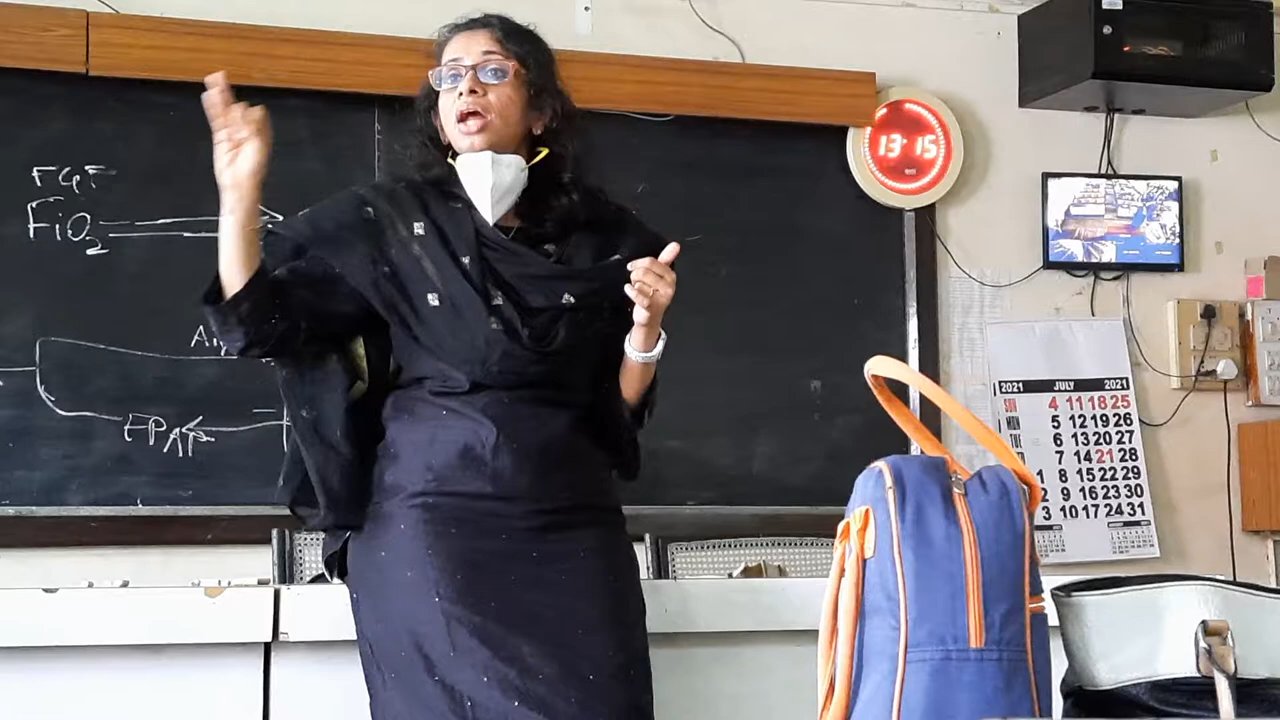 FGF
FiO2
13:15
2021 JULY 2021
SUN 4 11 18 25
MON 5 12 19 26
TUE 6 13 20 27
7 14 21 28
1 8 15 22 29
2 9 16 23 30
3 10 17 24 31